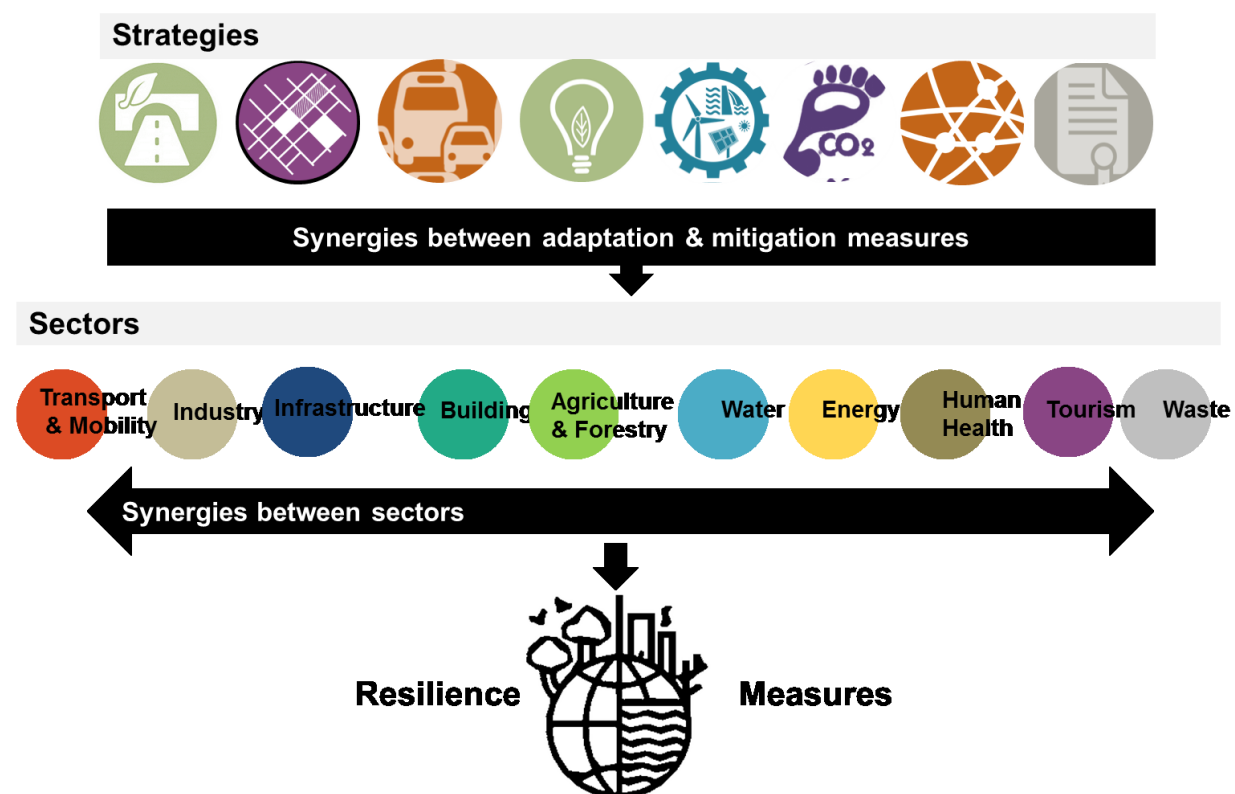 Strategies
CO2
Synergies between adaptation & mitigation measures
Sectors
Transport
& Mobility
Industry
Infrastructure
Building
Agriculture
& Forestry
Water
Energy
Human
Health
Tourism
Waste
Synergies between sectors
Resilience
Measures